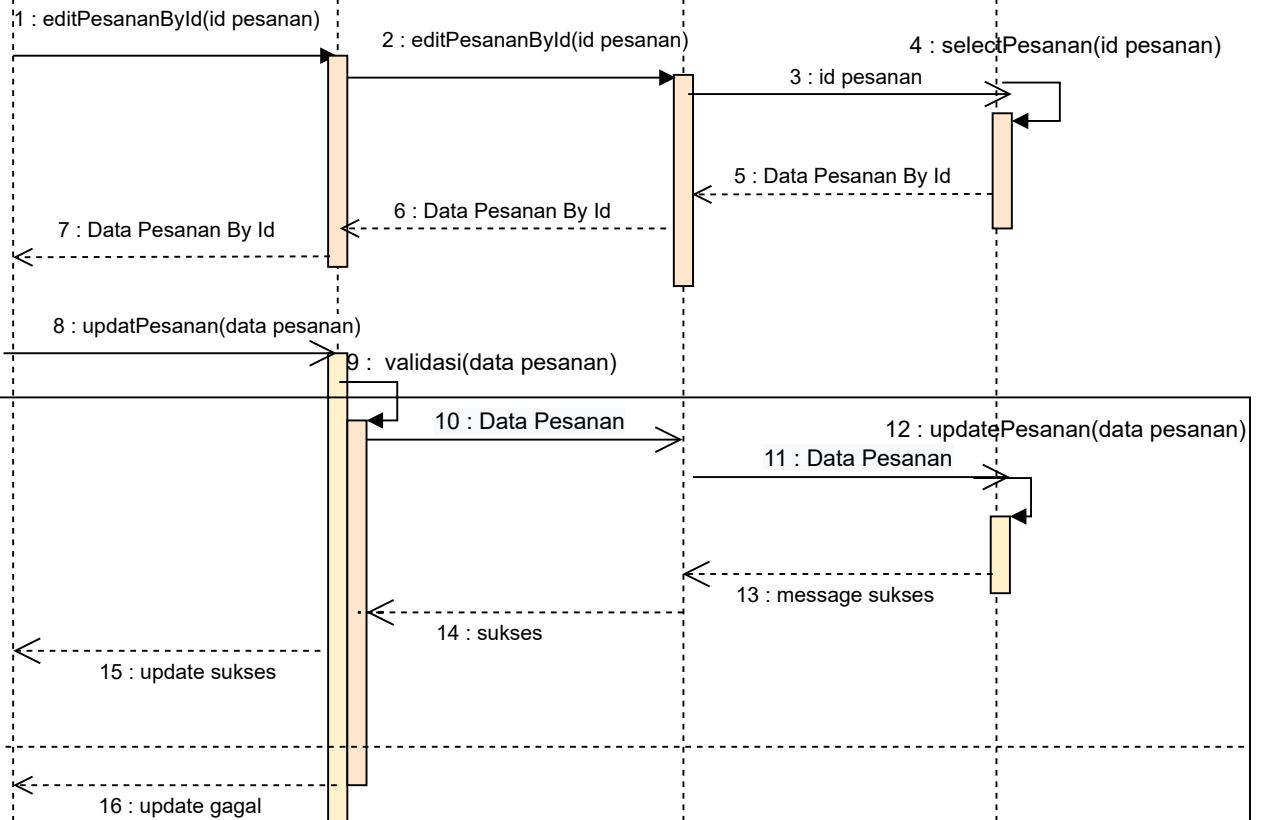 1 : editPesananById(id pesanan)
2 : editPesananById(id pesanan)
4 : selectPesanan(id pesanan)
3 : id pesanan
5 : Data Pesanan By Id
6 : Data Pesanan By Id
7 : Data Pesanan By Id
8 : updatPesanan(data pesanan)
9 : validasi(data pesanan)
10 : Data Pesanan
12 : updatePesanan(data pesanan)
11 : Data Pesanan
13 : message sukses
14 : sukses
15 : update sukses
16 : update gagal